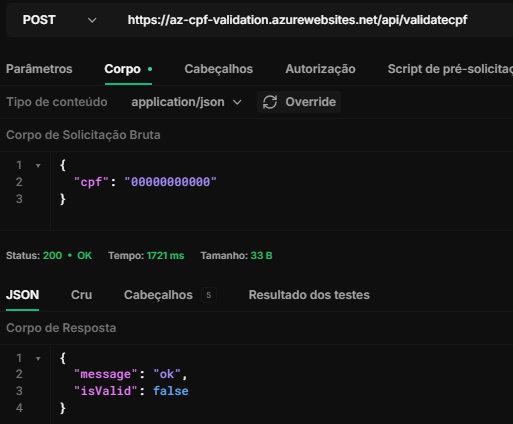 POST https://az-cpf-validation.azurewebsites.net/api/validatecpf
Parâmetros Corpo • Cabeçalhos Autorização Script de pré-solicitaç
Tipo de conteúdo application/json Override
Corpo de Solicitação Bruta
1 {
2 "cpf": "00000000000"
3 }
Status: 200 • OK Tempo: 1721 ms Tamanho: 33 B
JSON Cru Cabeçalhos 5 Resultado dos testes
Corpo de Resposta
1 {
2 "message": "ok",
3 "isValid": false
4 }